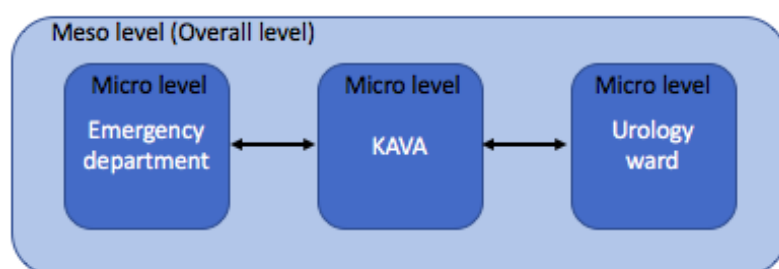 Meso level (Overall level)
Micro level
Emergency
department
Micro level
KAVA
Micro level
Urology
ward